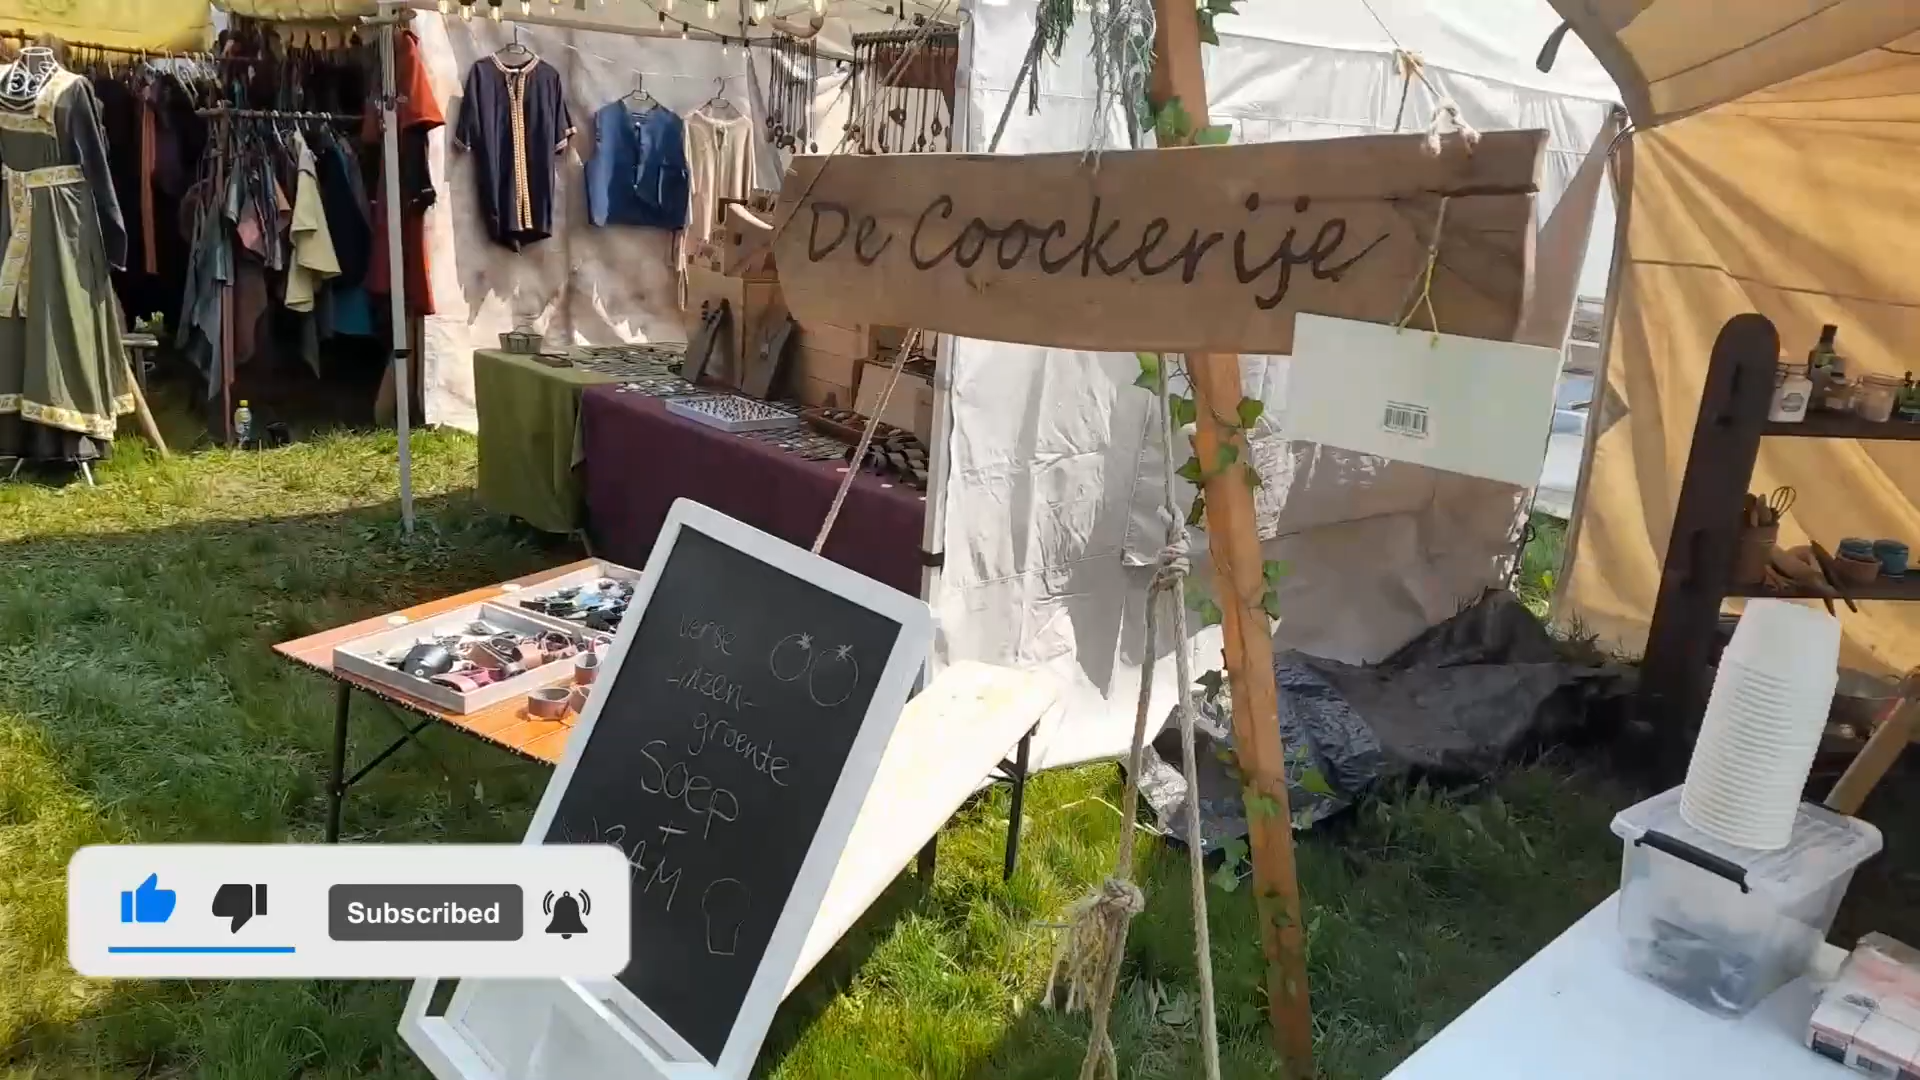 De Coockerije
verse
Linzen-
groente
Soep
+
Subscribed